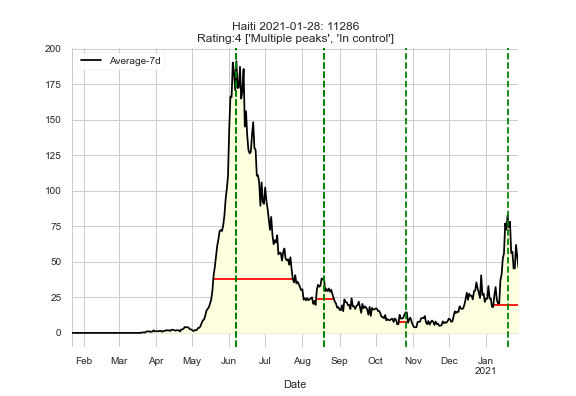 Haiti 2021-01-28: 11286
Rating:4 ['Multiple peaks', 'In control']
Average-7d
200
175
150
125
100
75
50
25
0
Feb Mar Apr May Jun Jul Aug Sep Oct Nov Dec Jan
2021
Date